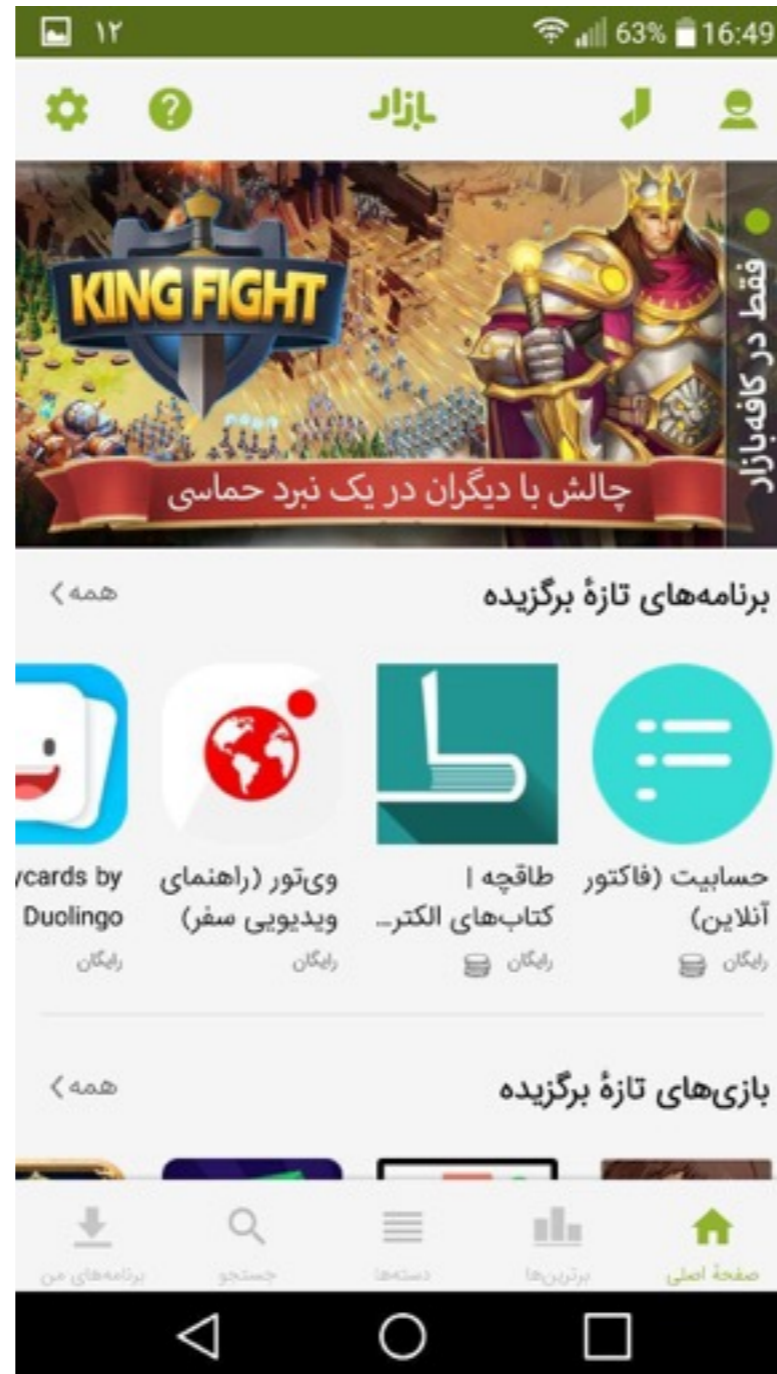 ۱۲
63% 16:49
بازار
KING FIGHT
فقط در کافه‌بازار
چالش با دیگران در یک نبرد حماسی
برنامه‌های تازهٔ برگزیده
همه
حسابیت (فاکتور
آنلاین)
رایگان
طاقچه |
کتاب‌های الکتر...
رایگان
وی‌تور (راهنمای
ویدیویی سفر)
رایگان
ycards by
Duolingo
رایگان
بازی‌های تازهٔ برگزیده
همه
صفحهٔ اصلی
برترین‌ها
دسته‌ها
جستجو
برنامه‌های من